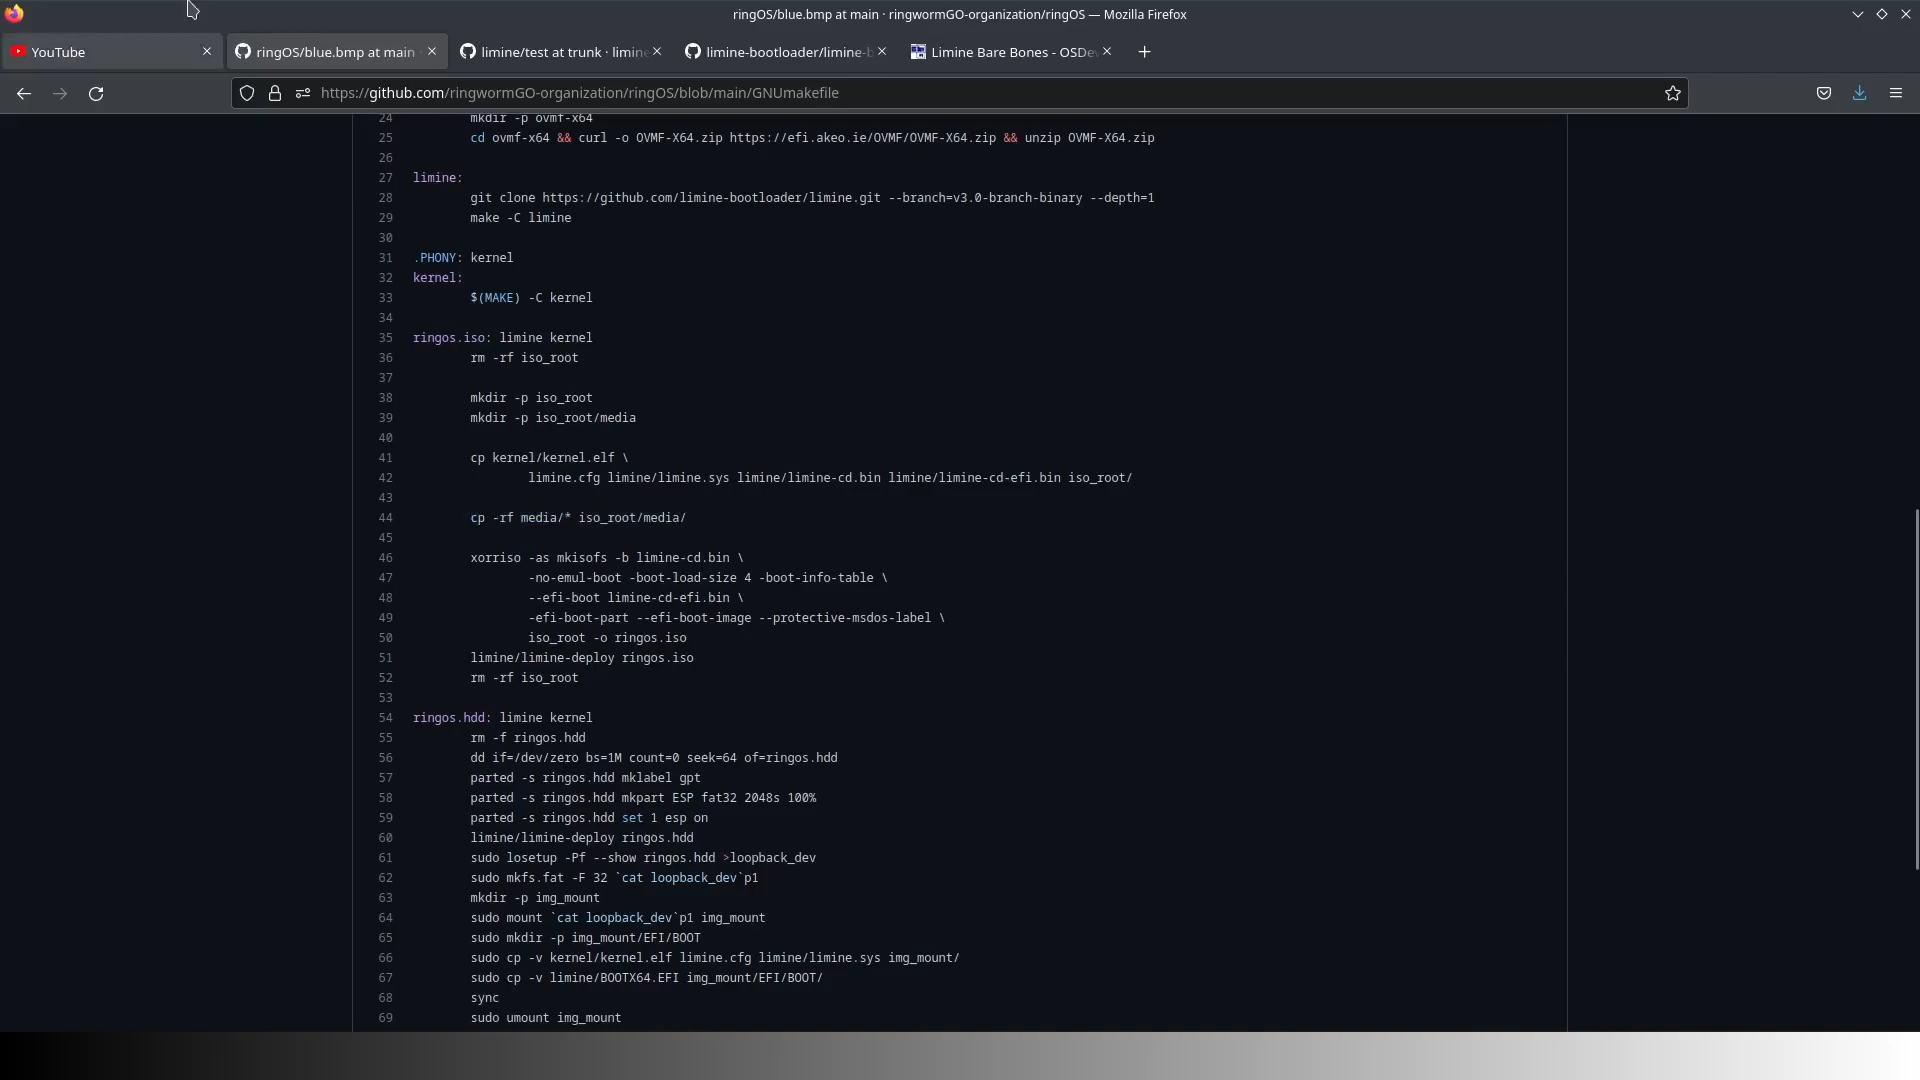 ringOS/blue.bmp at main · ringwormGO-organization/ringOS — Mozilla Firefox
YouTube
ringOS/blue.bmp at main
limine/test at trunk · limine
limine-bootloader/limine-b
Limine Bare Bones - OSDev
https://github.com/ringwormGO-organization/ringOS/blob/main/GNUmakefile
24 mkdir -p ovmf-x64
25 cd ovmf-x64 && curl -o OVMF-X64.zip https://efi.akeo.ie/OVMF/OVMF-X64.zip && unzip OVMF-X64.zip
26
27 limine:
28 git clone https://github.com/limine-bootloader/limine.git --branch=v3.0-branch-binary --depth=1
29 make -C limine
30
31 .PHONY: kernel
32 kernel:
33 $(MAKE) -C kernel
34
35 ringos.iso: limine kernel
36 rm -rf iso_root
37
38 mkdir -p iso_root
39 mkdir -p iso_root/media
40
41 cp kernel/kernel.elf \
42 limine.cfg limine/limine.sys limine/limine-cd.bin limine/limine-cd-efi.bin iso_root/
43
44 cp -rf media/* iso_root/media/
45
46 xorriso -as mkisofs -b limine-cd.bin \
47 -no-emul-boot -boot-load-size 4 -boot-info-table \
48 --efi-boot limine-cd-efi.bin \
49 -efi-boot-part --efi-boot-image --protective-msdos-label \
50 iso_root -o ringos.iso
51 limine/limine-deploy ringos.iso
52 rm -rf iso_root
53
54 ringos.hdd: limine kernel
55 rm -f ringos.hdd
56 dd if=/dev/zero bs=1M count=0 seek=64 of=ringos.hdd
57 parted -s ringos.hdd mklabel gpt
58 parted -s ringos.hdd mkpart ESP fat32 2048s 100%
59 parted -s ringos.hdd set 1 esp on
60 limine/limine-deploy ringos.hdd
61 sudo losetup -Pf --show ringos.hdd >loopback_dev
62 sudo mkfs.fat -F 32 `cat loopback_dev`p1
63 mkdir -p img_mount
64 sudo mount `cat loopback_dev`p1 img_mount
65 sudo mkdir -p img_mount/EFI/BOOT
66 sudo cp -v kernel/kernel.elf limine.cfg limine/limine.sys img_mount/
67 sudo cp -v limine/BOOTX64.EFI img_mount/EFI/BOOT/
68 sync
69 sudo umount img_mount